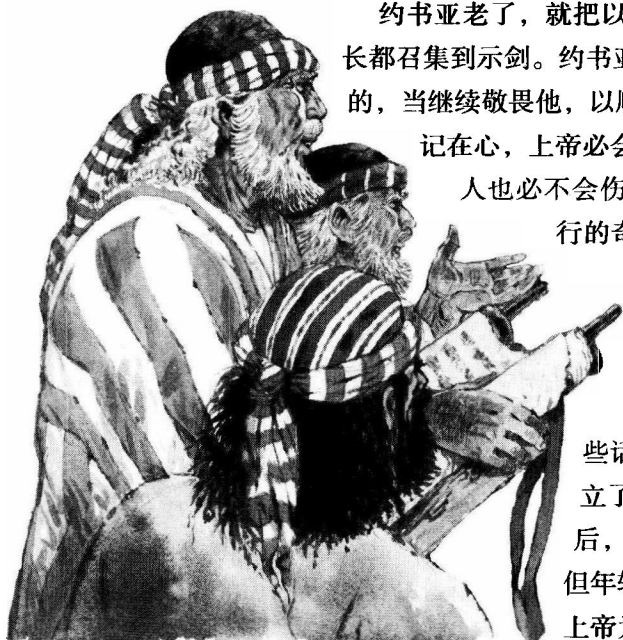 约书亚老了，就把以
长都召集到示剑。约书亚
的，当继续敬畏他，以
记在心，上帝必会
人也必不会伤
行的奇
些记
立了
后，
但年轻
上帝